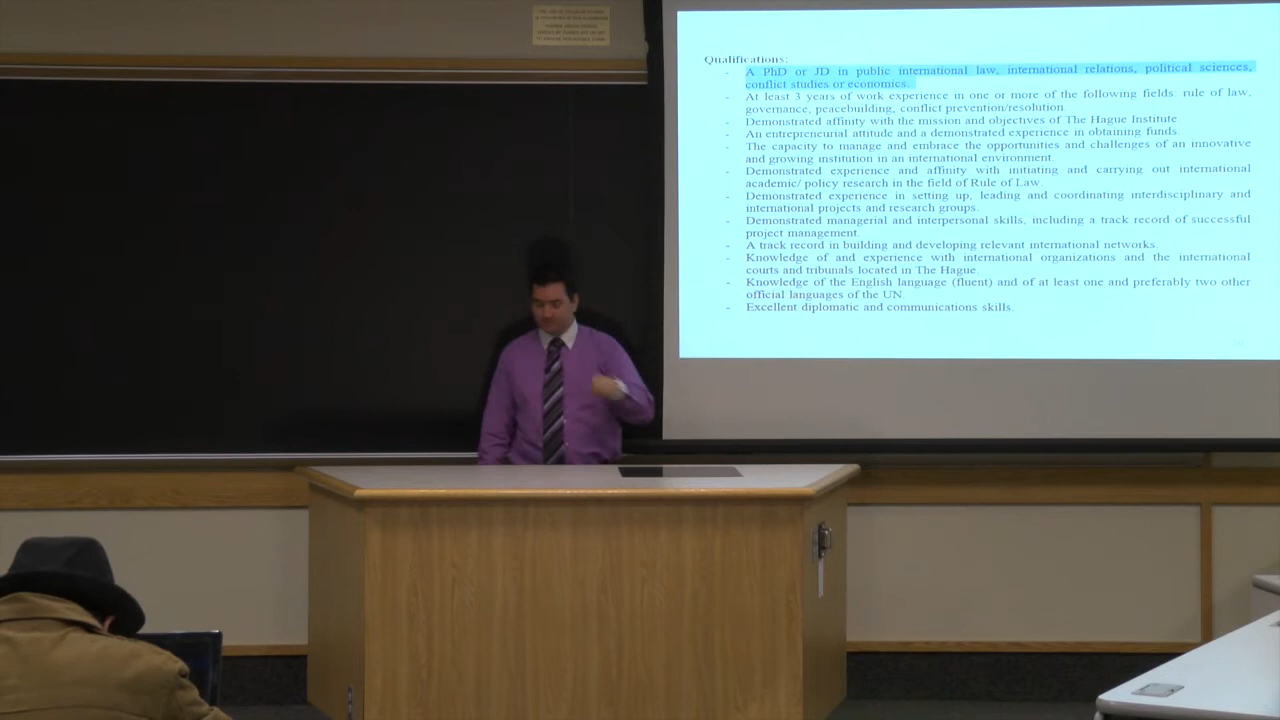 Qualifications:
- A PhD or JD in public international law, international relations, political sciences,
conflict studies or economics.
- At least 3 years of work experience in one or more of the following fields: rule of law,
governance, peacebuilding, conflict prevention/resolution.
- Demonstrated affinity with the mission and objectives of The Hague Institute
- An entrepreneurial attitude and a demonstrated experience in obtaining funds.
- The capacity to manage and embrace the opportunities and challenges of an innovative
and growing institution in an international environment.
- Demonstrated experience and affinity with initiating and carrying out international
academic/ policy research in the field of Rule of Law.
- Demonstrated experience in setting up, leading and coordinating interdisciplinary and
international projects and research groups.
- Demonstrated managerial and interpersonal skills, including a track record of successful
project management.
- A track record in building and developing relevant international networks.
- Knowledge of and experience with international organizations and the international
courts and tribunals located in The Hague.
- Knowledge of the English language (fluent) and of at least one and preferably two other
official languages of the UN.
- Excellent diplomatic and communications skills.